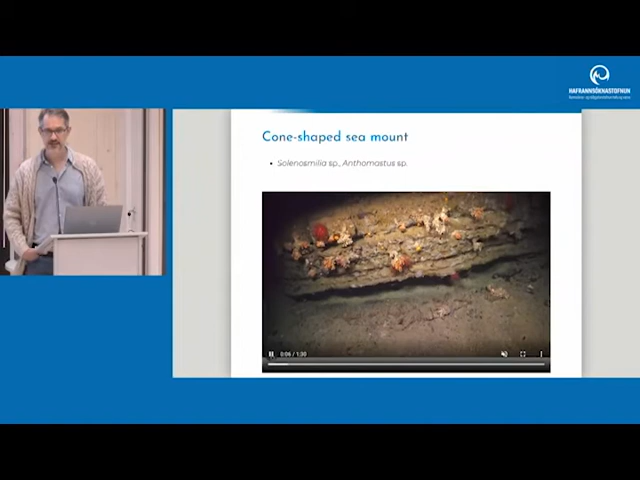 HAFRANNSÓKNASTOFNUN
Cone-shaped sea mount
• Solenosmilia sp., Anthomastus sp.
0:06 / 1:30